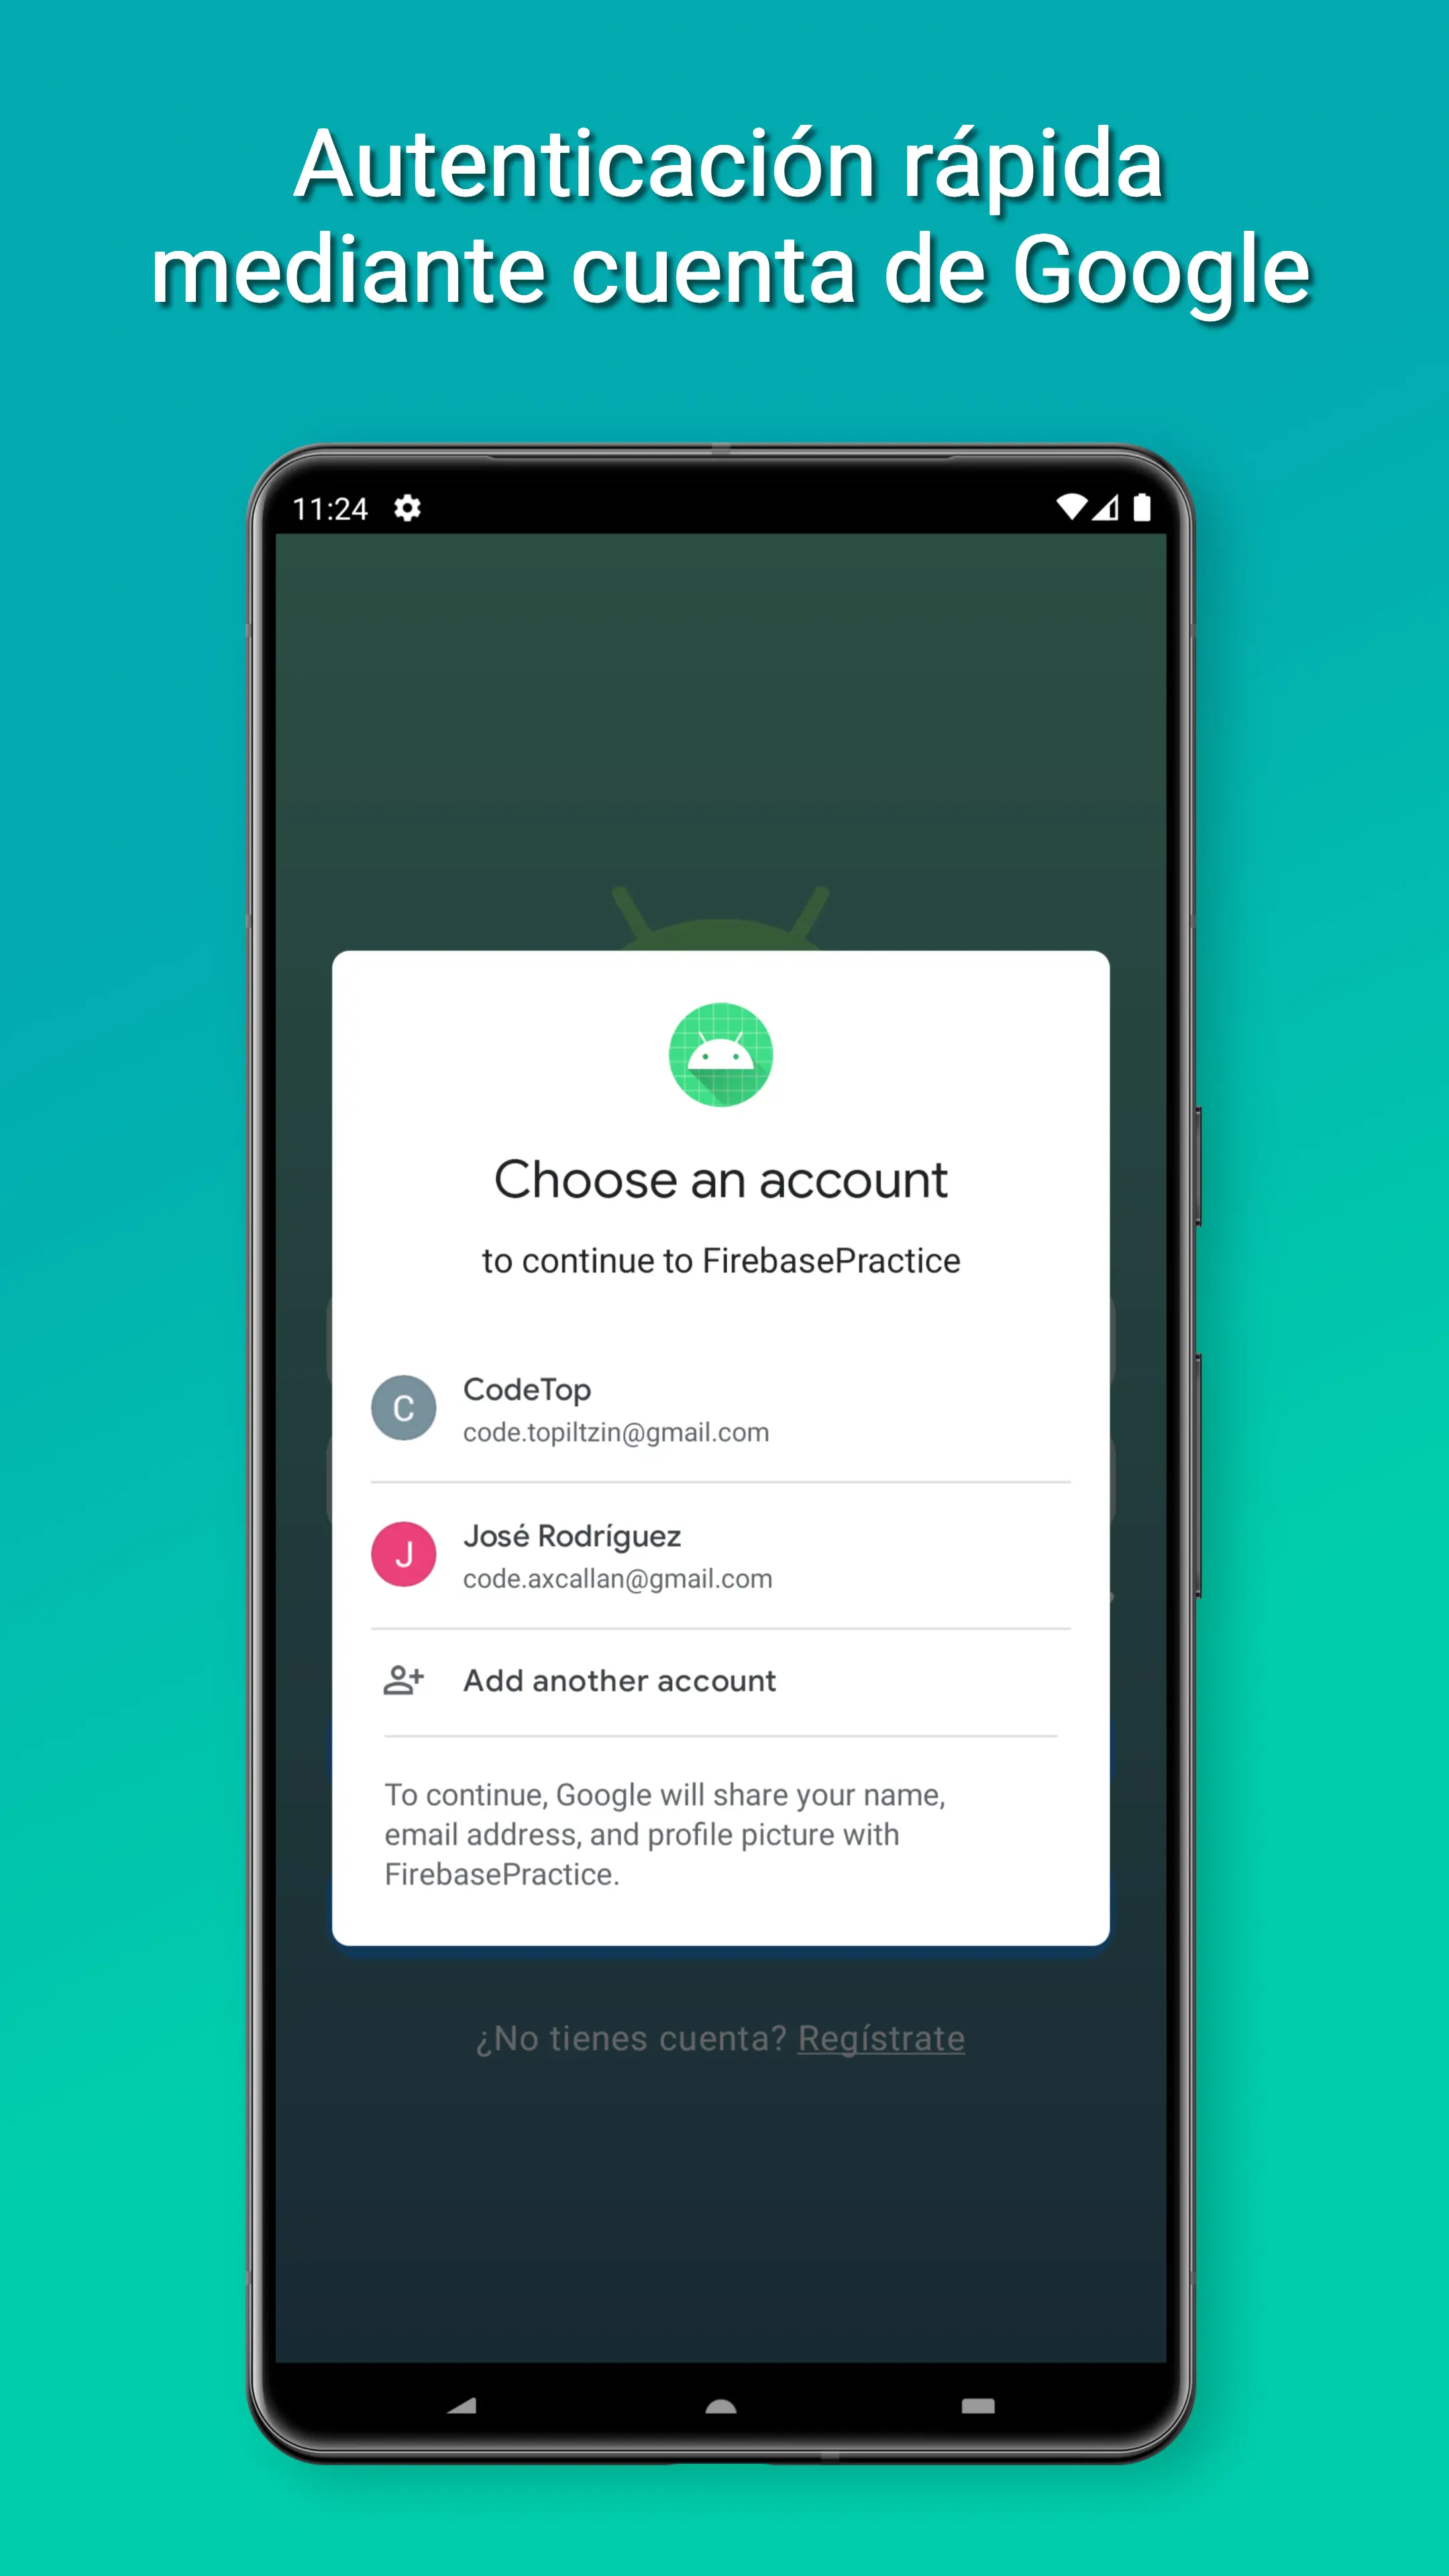 Autenticación rápida
mediante cuenta de Google
11:24
Choose an account
to continue to FirebasePractice
C
CodeTop
code.topiltzin@gmail.com
J
José Rodríguez
code.axcallan@gmail.com
Add another account
To continue, Google will share your name,
email address, and profile picture with
FirebasePractice.
¿No tienes cuenta? Regístrate